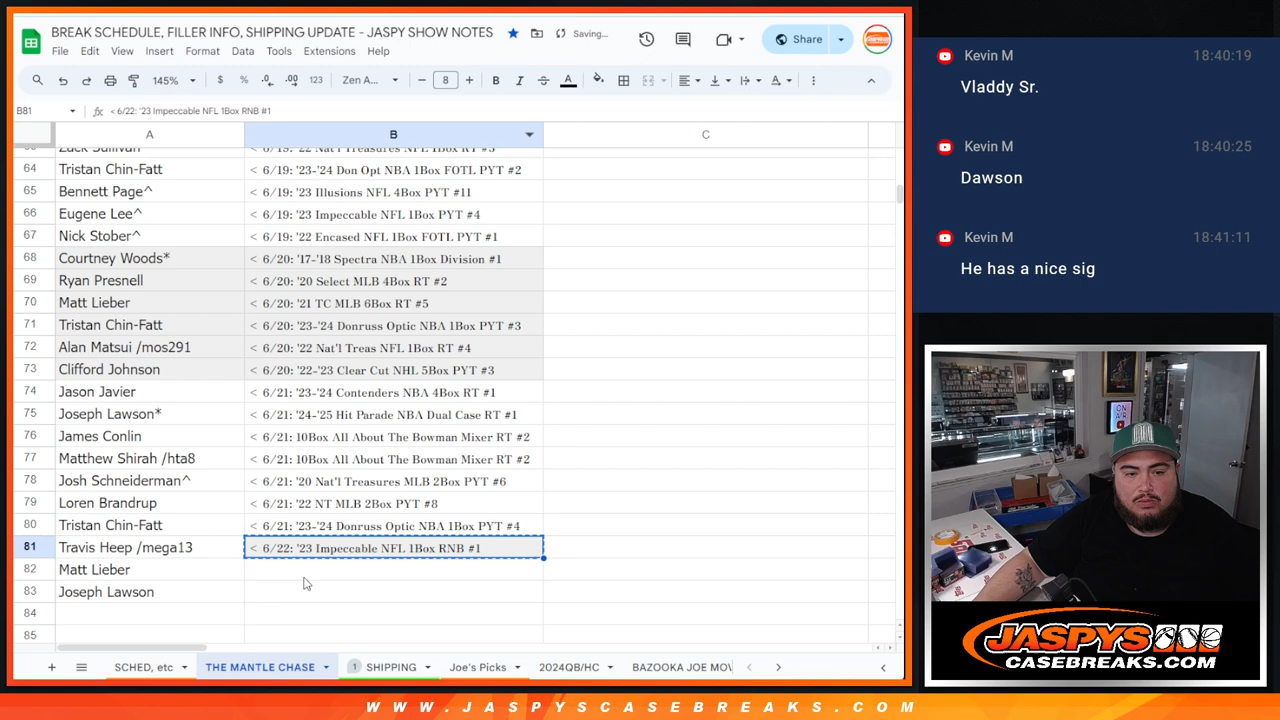 BREAK SCHEDULE, FILLER INFO, SHIPPING UPDATE - JASPY SHOW NOTES
Saving...
Share
File Edit View Insert Format Data Tools Extensions Help
145% $ % .0 .00 123 Zen A... 8 B I A
B81 fx < 6/22: '23 Impeccable NFL 1Box RNB #1
A B C
64 Tristan Chin-Fatt < 6/19: '23-'24 Don Opt NBA 1Box FOTL PYT #2
65 Bennett Page^ < 6/19: '23 Illusions NFL 4Box PYT #11
66 Eugene Lee^ < 6/19: '23 Impeccable NFL 1Box PYT #4
67 Nick Stober^ < 6/19: '22 Encased NFL 1Box FOTL PYT #1
68 Courtney Woods* < 6/20: '17-'18 Spectra NBA 1Box Division #1
69 Ryan Presnell < 6/20: '20 Select MLB 4Box RT #2
70 Matt Lieber < 6/20: '21 TC MLB 6Box RT #5
71 Tristan Chin-Fatt < 6/20: '23-'24 Donruss Optic NBA 1Box PYT #3
72 Alan Matsui /mos291 < 6/20: '22 Nat'l Treas NFL 1Box RT #4
73 Clifford Johnson < 6/20: '22-'23 Clear Cut NHL 5Box PYT #3
74 Jason Javier < 6/21: '23-'24 Contenders NBA 4Box RT #1
75 Joseph Lawson* < 6/21: '24-'25 Hit Parade NBA Dual Case RT #1
76 James Conlin < 6/21: 10Box All About The Bowman Mixer RT #2
77 Matthew Shirah /hta8 < 6/21: 10Box All About The Bowman Mixer RT #2
78 Josh Schneiderman^ < 6/21: '20 Nat'l Treasures MLB 2Box PYT #6
79 Loren Brandrup < 6/21: '22 NT MLB 2Box PYT #8
80 Tristan Chin-Fatt < 6/21: '23-'24 Donruss Optic NBA 1Box PYT #4
81 Travis Heep /mega13 < 6/22: '23 Impeccable NFL 1Box RNB #1
82 Matt Lieber
83 Joseph Lawson
84
85
SCHED, etc THE MANTLE CHASE 1 SHIPPING Joe's Picks 2024QB/HC BAZOOKA JOE MOV
Kevin M 18:40:19
Vladdy Sr.
Kevin M 18:40:25
Dawson
Kevin M 18:41:11
He has a nice sig
ON AIR
JASPYS
CASEBREAKS.COM
WWW.JASPYSCASEBREAKS.COM